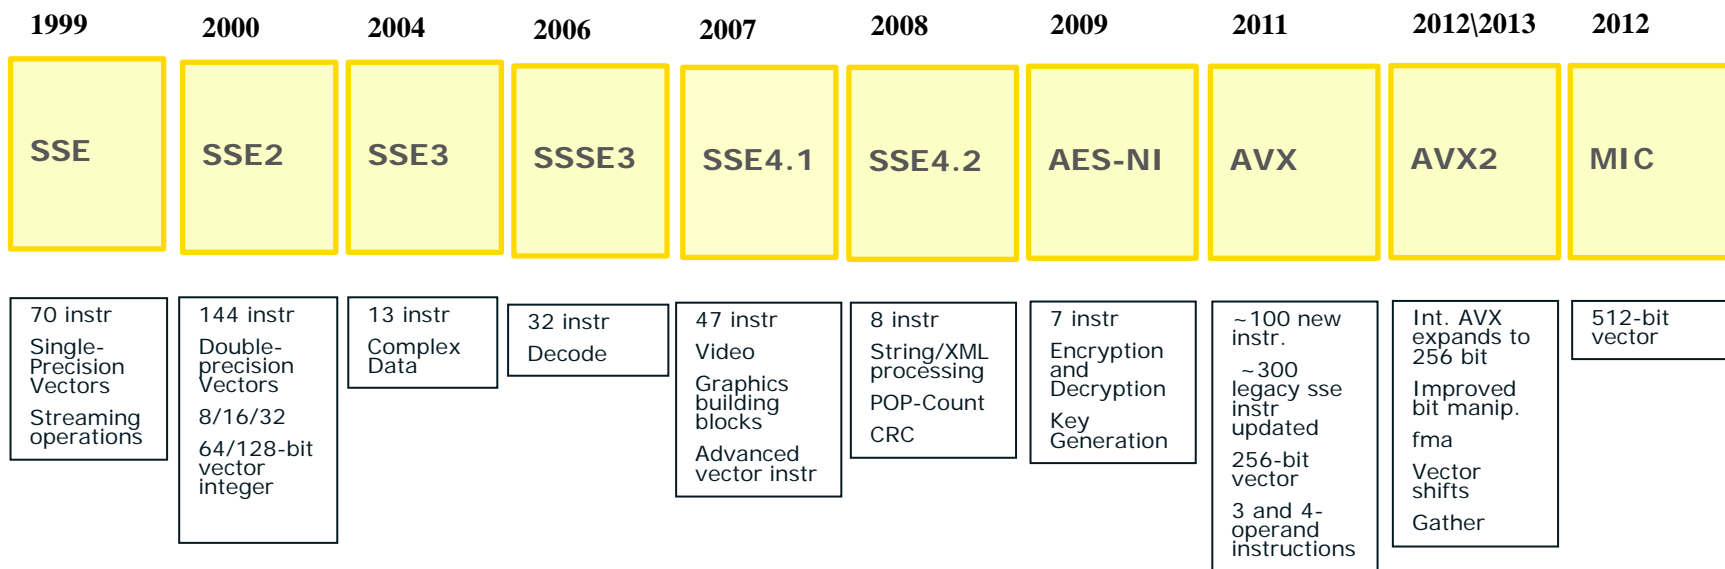 1999
2000
2004
2006
2007
2008
2009
2011
2012\2013
2012
SSE
SSE2
SSE3
SSSE3
SSE4.1
SSE4.2
AES-NI
AVX
AVX2
MIC
70 instr
Single-
Precision
Vectors
Streaming
operations
144 instr
Double-
precision
Vectors
8/16/32
64/128-bit
vector
integer
13 instr
Complex
Data
32 instr
Decode
47 instr
Video
Graphics
building
blocks
Advanced
vector instr
8 instr
String/XML
processing
POP-Count
CRC
7 instr
Encryption
and
Decryption
Key
Generation
~100 new
instr.
~300
legacy sse
instr
updated
256-bit
vector
3 and 4-
operand
instructions
Int. AVX
expands to
256 bit
Improved
bit manip.
fma
Vector
shifts
Gather
512-bit
vector